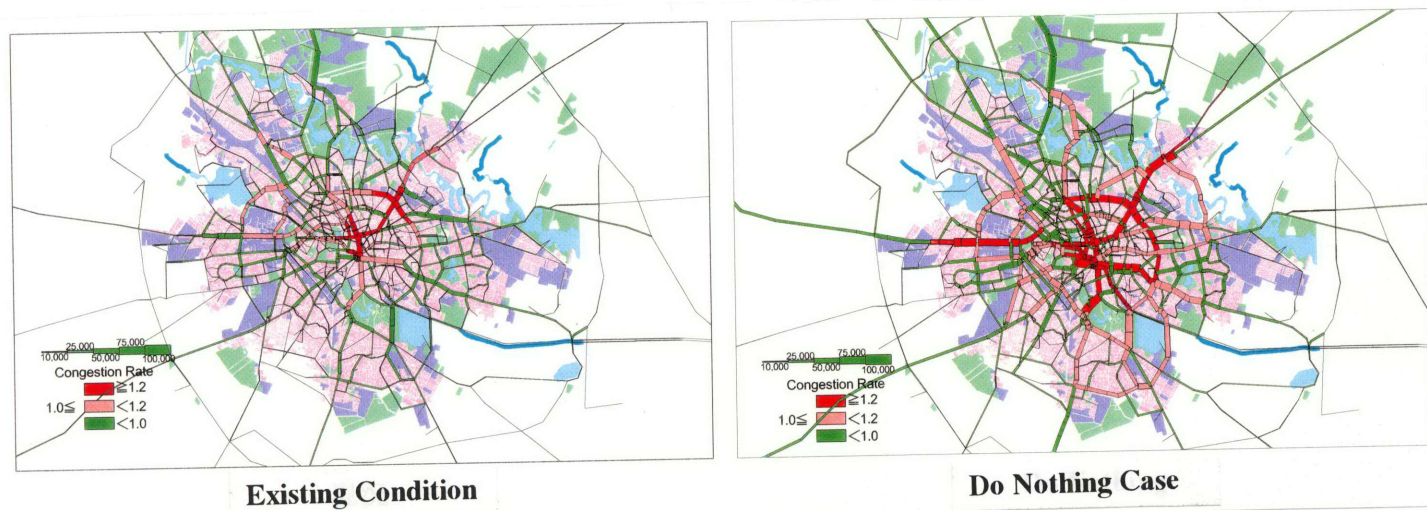 25,000 75,000
10,000 50,000 100,000
Congestion Rate
≧1.2
1.0≦ <1.2
<1.0
Existing Condition
25,000 75,000
10,000 50,000 100,000
Congestion Rate
≧1.2
1.0≦ <1.2
<1.0
Do Nothing Case